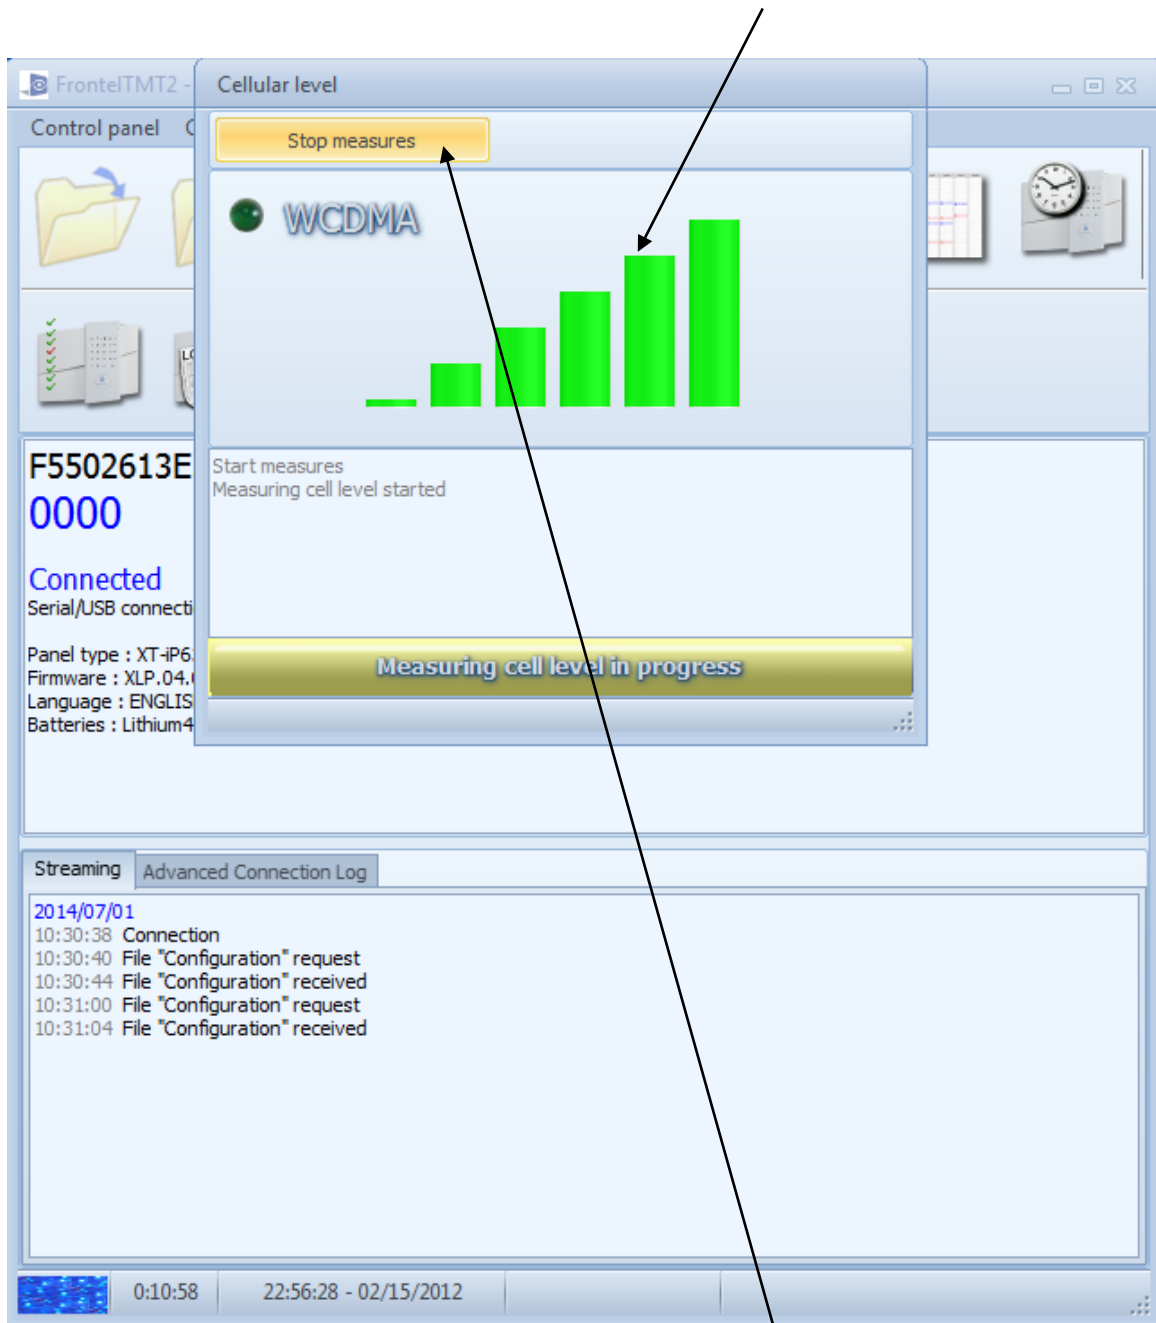 FrontelTMT2 -
Cellular level
Control panel
Stop measures
WCDMA
Start measures
Measuring cell level started
Measuring cell level in progress
F5502613E
0000
Connected
Serial/USB connecti
Panel type : XT-iP6
Firmware : XLP.04.
Language : ENGLIS
Batteries : Lithium4
Streaming
Advanced Connection Log
2014/07/01
10:30:38 Connection
10:30:40 File "Configuration" request
10:30:44 File "Configuration" received
10:31:00 File "Configuration" request
10:31:04 File "Configuration" received
0:10:58
22:56:28 - 02/15/2012